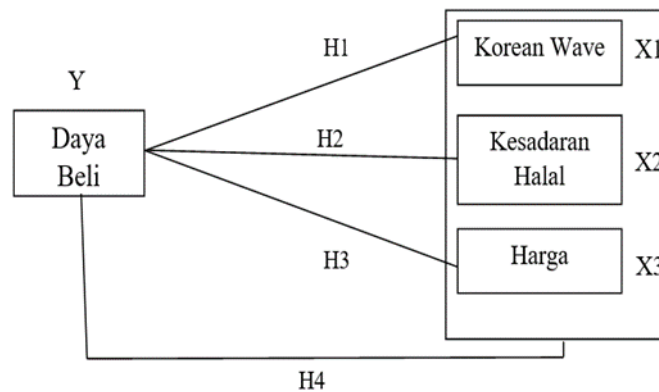 H1
Korean Wave
X1
Y
Daya
Beli
H2
Kesadaran
Halal
X2
H3
Harga
X3
H4